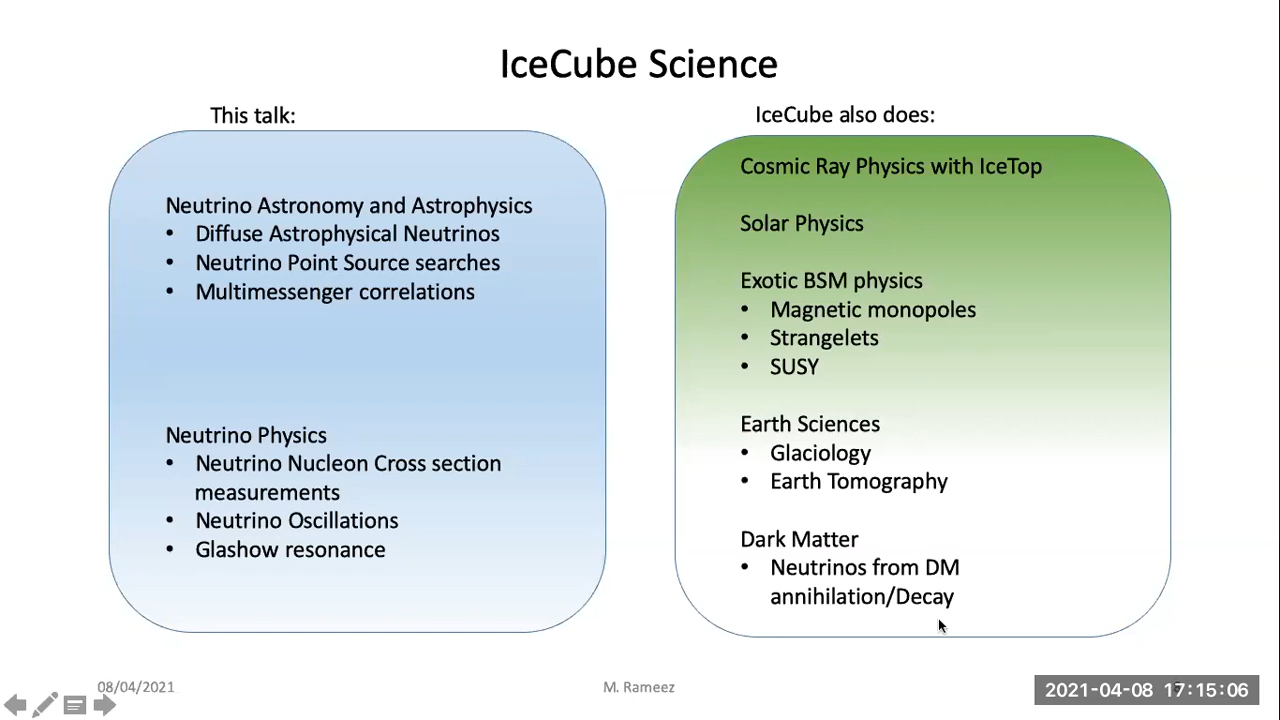 IceCube Science
This talk:
Neutrino Astronomy and Astrophysics
• Diffuse Astrophysical Neutrinos
• Neutrino Point Source searches
• Multimessenger correlations
Neutrino Physics
• Neutrino Nucleon Cross section
measurements
• Neutrino Oscillations
• Glashow resonance
IceCube also does:
Cosmic Ray Physics with IceTop
Solar Physics
Exotic BSM physics
• Magnetic monopoles
• Strangelets
• SUSY
Earth Sciences
• Glaciology
• Earth Tomography
Dark Matter
• Neutrinos from DM
annihilation/Decay
08/04/2021
M. Rameez
2021-04-08 17:15:06